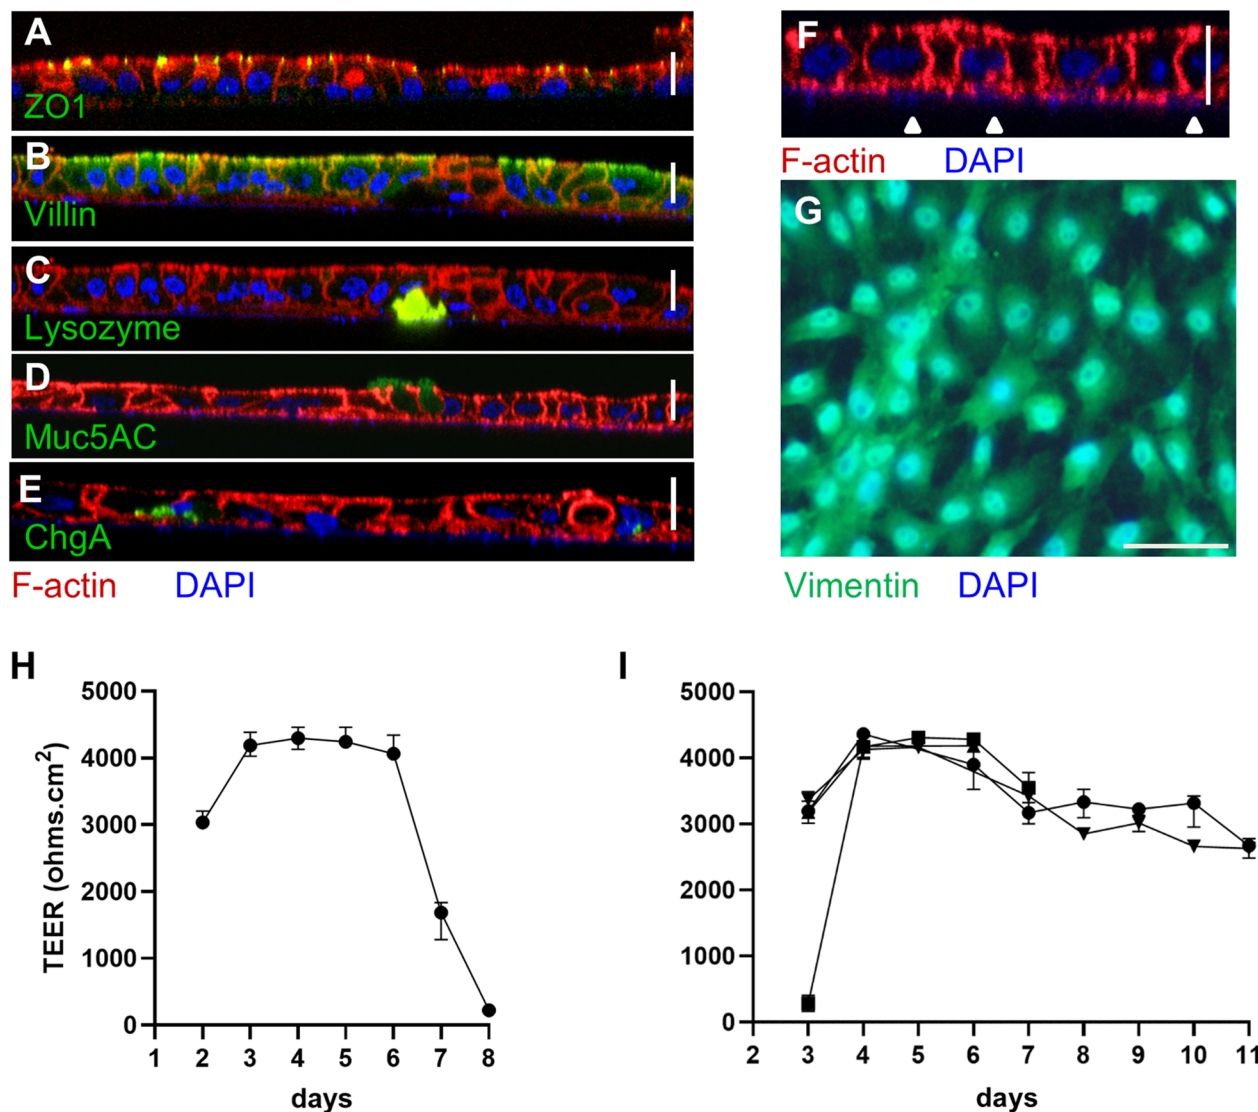 A
ZO1
B
Villin
C
Lysozyme
D
Muc5AC
E
ChgA
F-actin DAPI
F
F-actin DAPI
G
Vimentin DAPI
H
5000
4000
3000
2000
1000
0
TEER (ohms.cm²)
1 2 3 4 5 6 7 8
days
I
5000
4000
3000
2000
1000
0
2 3 4 5 6 7 8 9 10 11
days